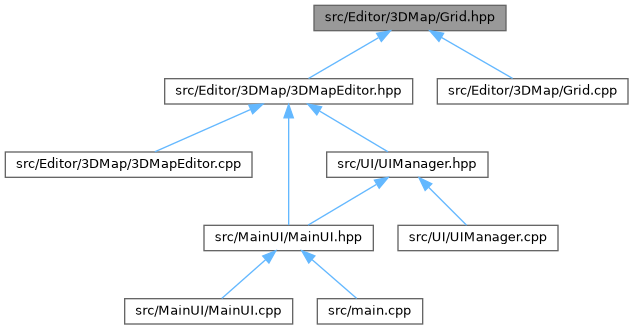 src/Editor/3DMap/Grid.hpp
src/Editor/3DMap/3DMapEditor.hpp
src/Editor/3DMap/Grid.cpp
src/Editor/3DMap/3DMapEditor.cpp
src/UI/UIManager.hpp
src/MainUI/MainUI.hpp
src/UI/UIManager.cpp
src/MainUI/MainUI.cpp
src/main.cpp